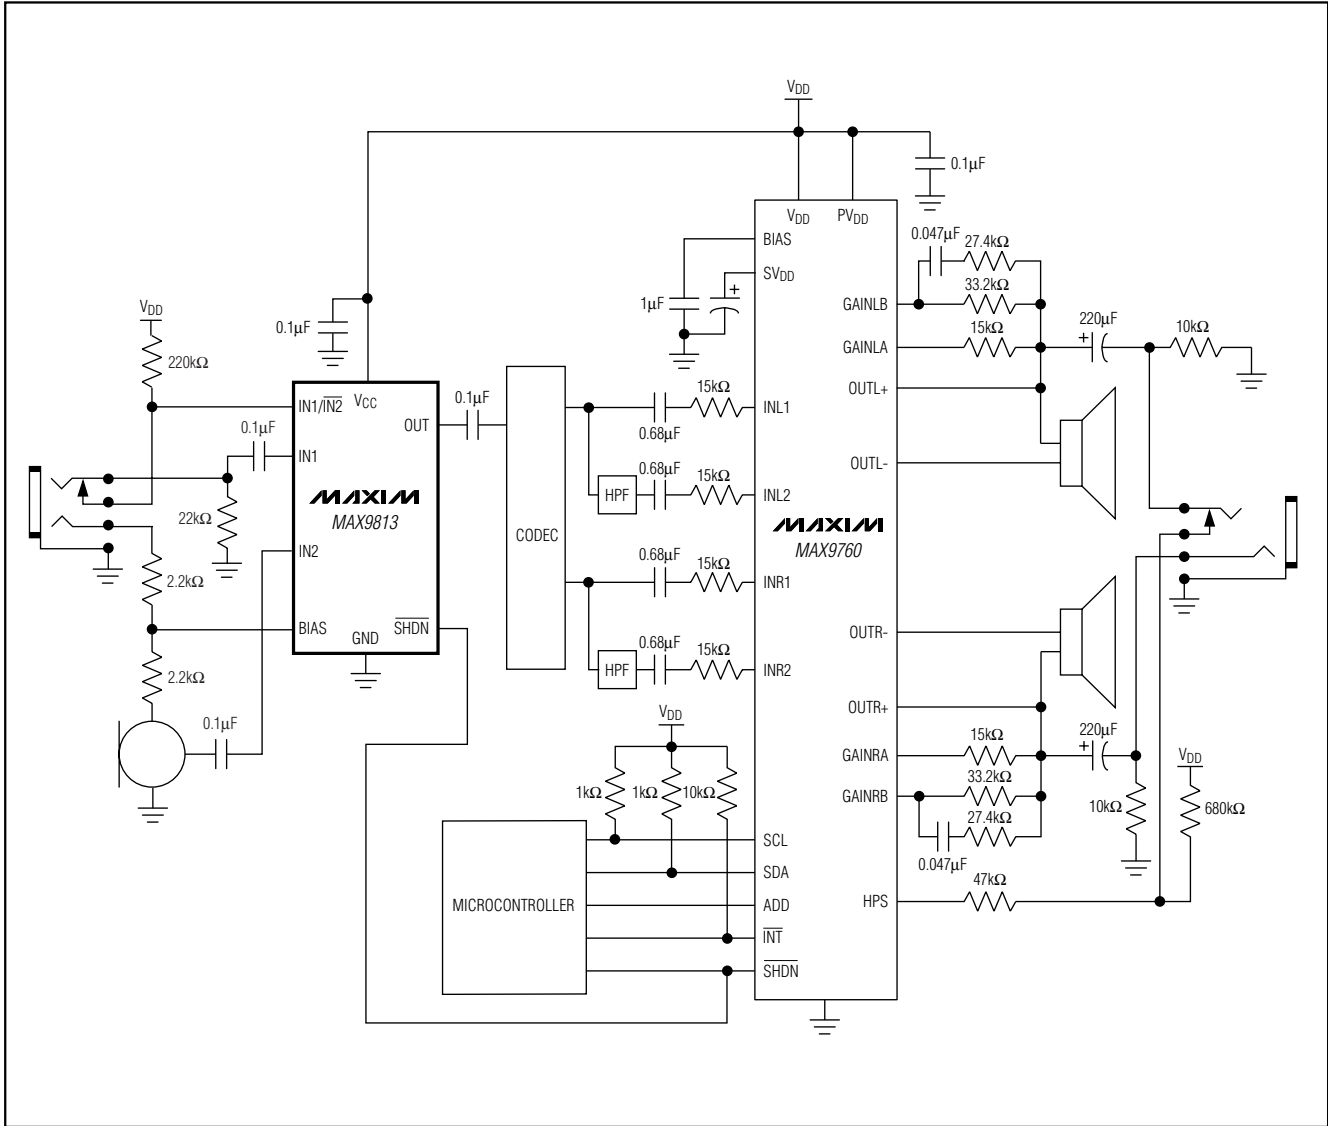 VDD
0.1µF
VDD PVDD
BIAS
SVDD
1µF
+
0.047µF
27.4kΩ
33.2kΩ
GAINLB
15kΩ
GAINLA
220µF
+
10kΩ
OUTL+
OUTL-
VDD
220kΩ
0.1µF
VCC
IN1/IN2
0.1µF
IN1
OUT
0.1µF
MAXIM
MAX9813
22kΩ
IN2
2.2kΩ
BIAS
GND
SHDN
2.2kΩ
0.1µF
CODEC
15kΩ
0.68µF
INL1
HPF
0.68µF
15kΩ
INL2
MAXIM
MAX9760
0.68µF
15kΩ
INR1
HPF
0.68µF
15kΩ
INR2
OUTR-
OUTR+
15kΩ
GAINRA
220µF
+
33.2kΩ
GAINRB
27.4kΩ
0.047µF
10kΩ
VDD
680kΩ
47kΩ
HPS
VDD
1kΩ
1kΩ
10kΩ
MICROCONTROLLER
SCL
SDA
ADD
INT
SHDN